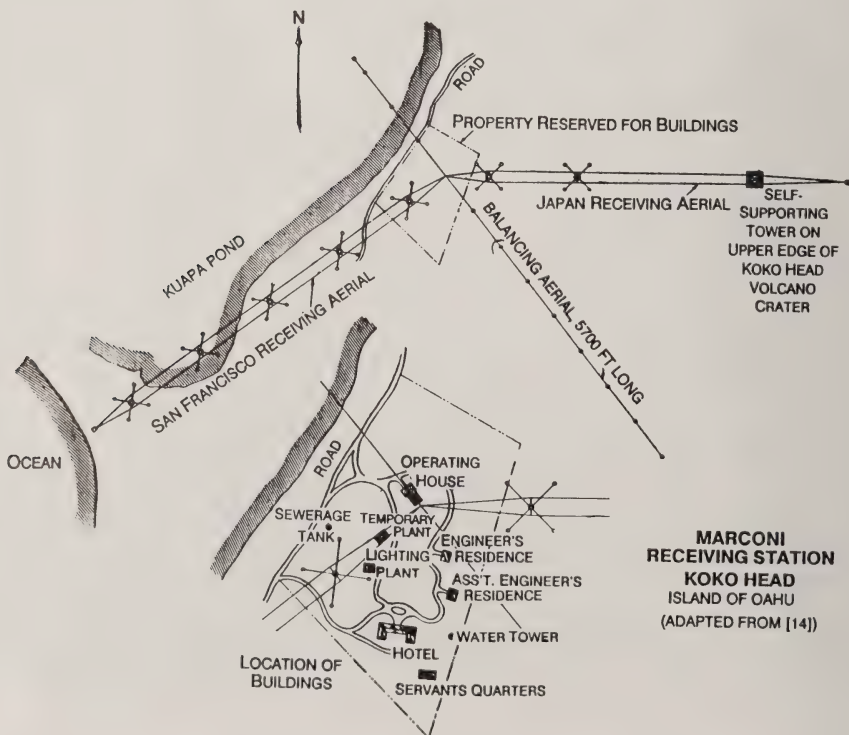 N
ROAD
PROPERTY RESERVED FOR BUILDINGS
JAPAN RECEIVING AERIAL
SELF-
SUPPORTING
TOWER ON
UPPER EDGE OF
KOKO HEAD
VOLCANO
CRATER
KUAPA POND
BALANCING AERIAL, 5700 FT LONG
SAN FRANCISCO RECEIVING AERIAL
OCEAN
ROAD
OPERATING
HOUSE
SEWERAGE
TANK
TEMPORARY
PLANT
LIGHTING
PLANT
ENGINEER'S
RESIDENCE
ASS'T. ENGINEER'S
RESIDENCE
WATER TOWER
HOTEL
LOCATION OF
BUILDINGS
SERVANTS QUARTERS
MARCONI
RECEIVING STATION
KOKO HEAD
ISLAND OF OAHU
(ADAPTED FROM [14])